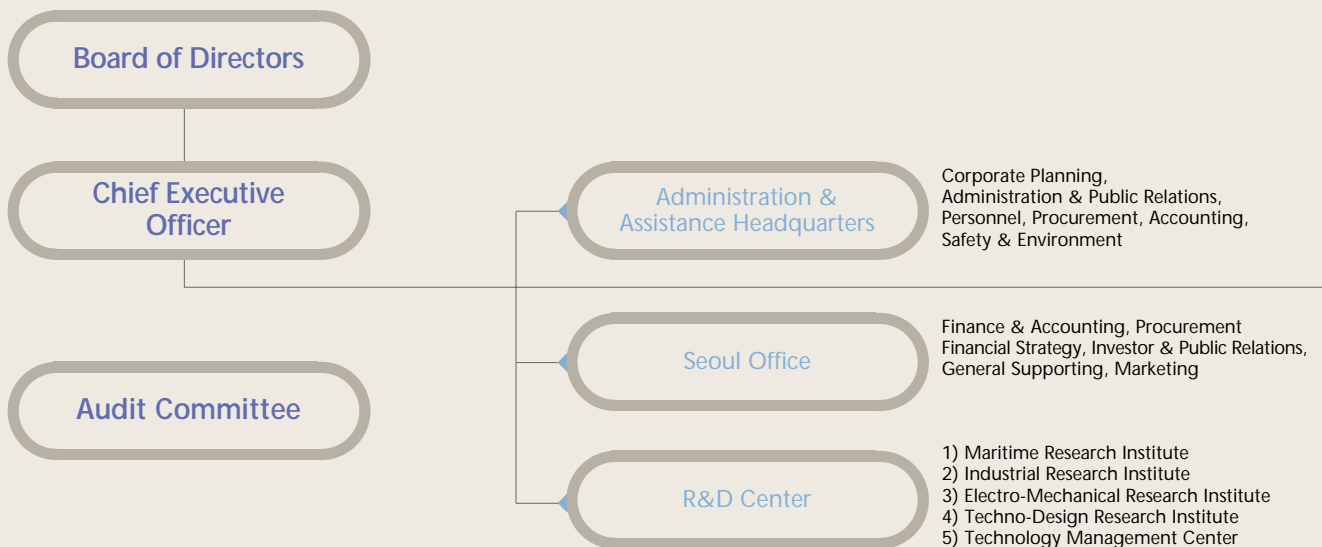 Board of Directors
Chief Executive
Officer
Administration &
Assistance Headquarters
Corporate Planning,
Administration & Public Relations,
Personnel, Procurement, Accounting,
Safety & Environment
Seoul Office
Finance & Accounting, Procurement
Financial Strategy, Investor & Public Relations,
General Supporting, Marketing
Audit Committee
R&D Center
1) Maritime Research Institute
2) Industrial Research Institute
3) Electro-Mechanical Research Institute
4) Techno-Design Research Institute
5) Technology Management Center